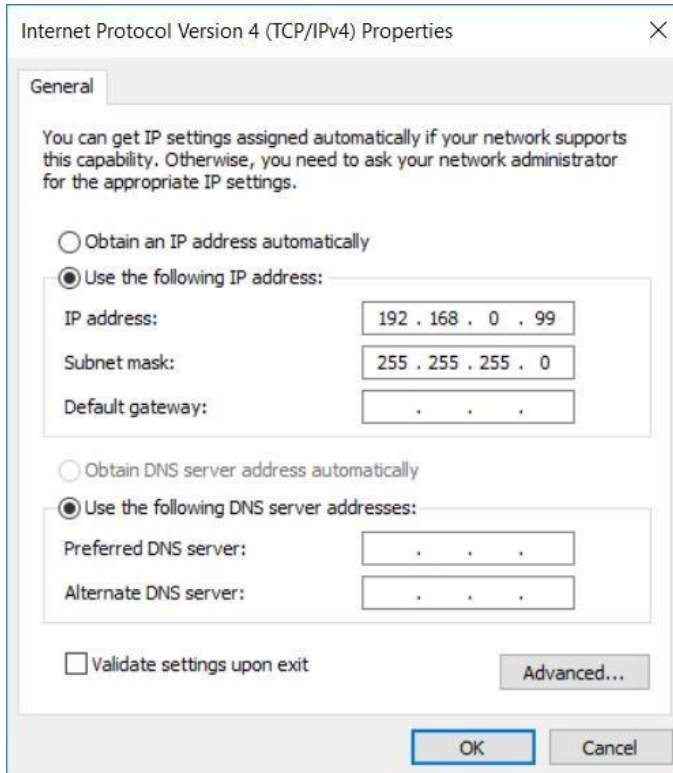 Internet Protocol Version 4 (TCP/IPv4) Properties
General
You can get IP settings assigned automatically if your network supports
this capability. Otherwise, you need to ask your network administrator
for the appropriate IP settings.
Obtain an IP address automatically
Use the following IP address:
IP address: 192 . 168 . 0 . 99
Subnet mask: 255 . 255 . 255 . 0
Default gateway: . . .
Obtain DNS server address automatically
Use the following DNS server addresses:
Preferred DNS server: . . .
Alternate DNS server: . . .
Validate settings upon exit
Advanced...
OK Cancel